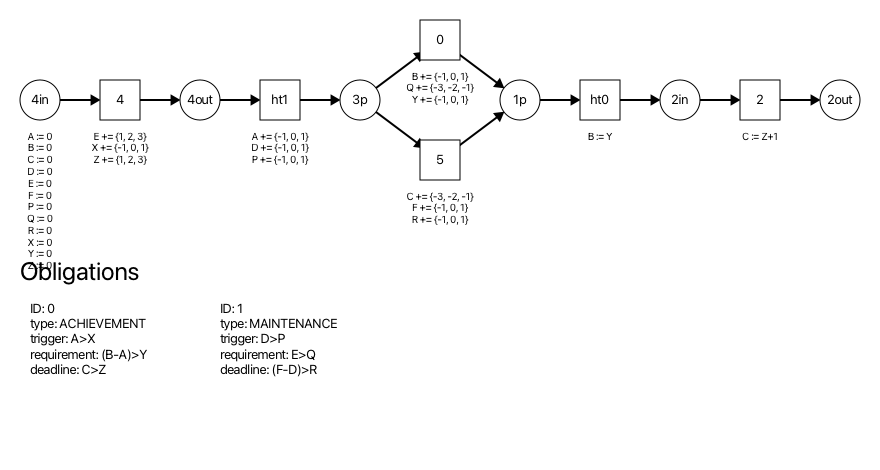 0
4in
4
4out
ht1
3p
1p
ht0
2in
2
2out
5
A := 0
B := 0
C := 0
D := 0
E := 0
F := 0
P := 0
Q := 0
R := 0
X := 0
Y := 0
Z := 0
E += {1, 2, 3}
X += {-1, 0, 1}
Z += {1, 2, 3}
A += {-1, 0, 1}
D += {-1, 0, 1}
P += {-1, 0, 1}
B += {-1, 0, 1}
Q += {-3, -2, -1}
Y += {-1, 0, 1}
C += {-3, -2, -1}
F += {-1, 0, 1}
R += {-1, 0, 1}
B := Y
C := Z+1
Obligations
ID: 0
type: ACHIEVEMENT
trigger: A>X
requirement: (B-A)>Y
deadline: C>Z
ID: 1
type: MAINTENANCE
trigger: D>P
requirement: E>Q
deadline: (F-D)>R